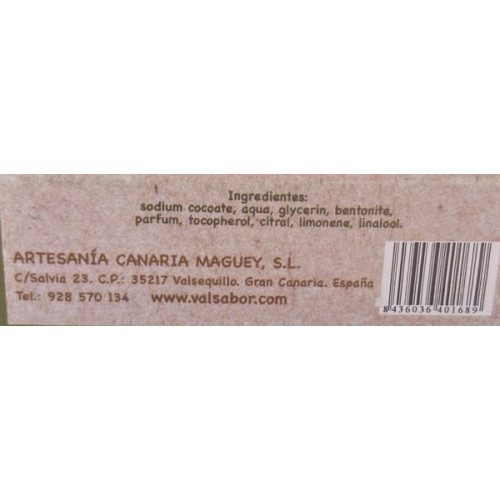 Ingredientes:
sodium cocoate, aqua, glycerin, bentonite,
parfum, tocopherol, citral, limonene, linalool.
ARTESANÍA CANARIA MAGUEY, S.L.
C/Salvia 23. C.P.: 35217 Valsequillo. Gran Canaria. España
Tel.: 928 570 134 www.valsabor.com
8 436036 401689